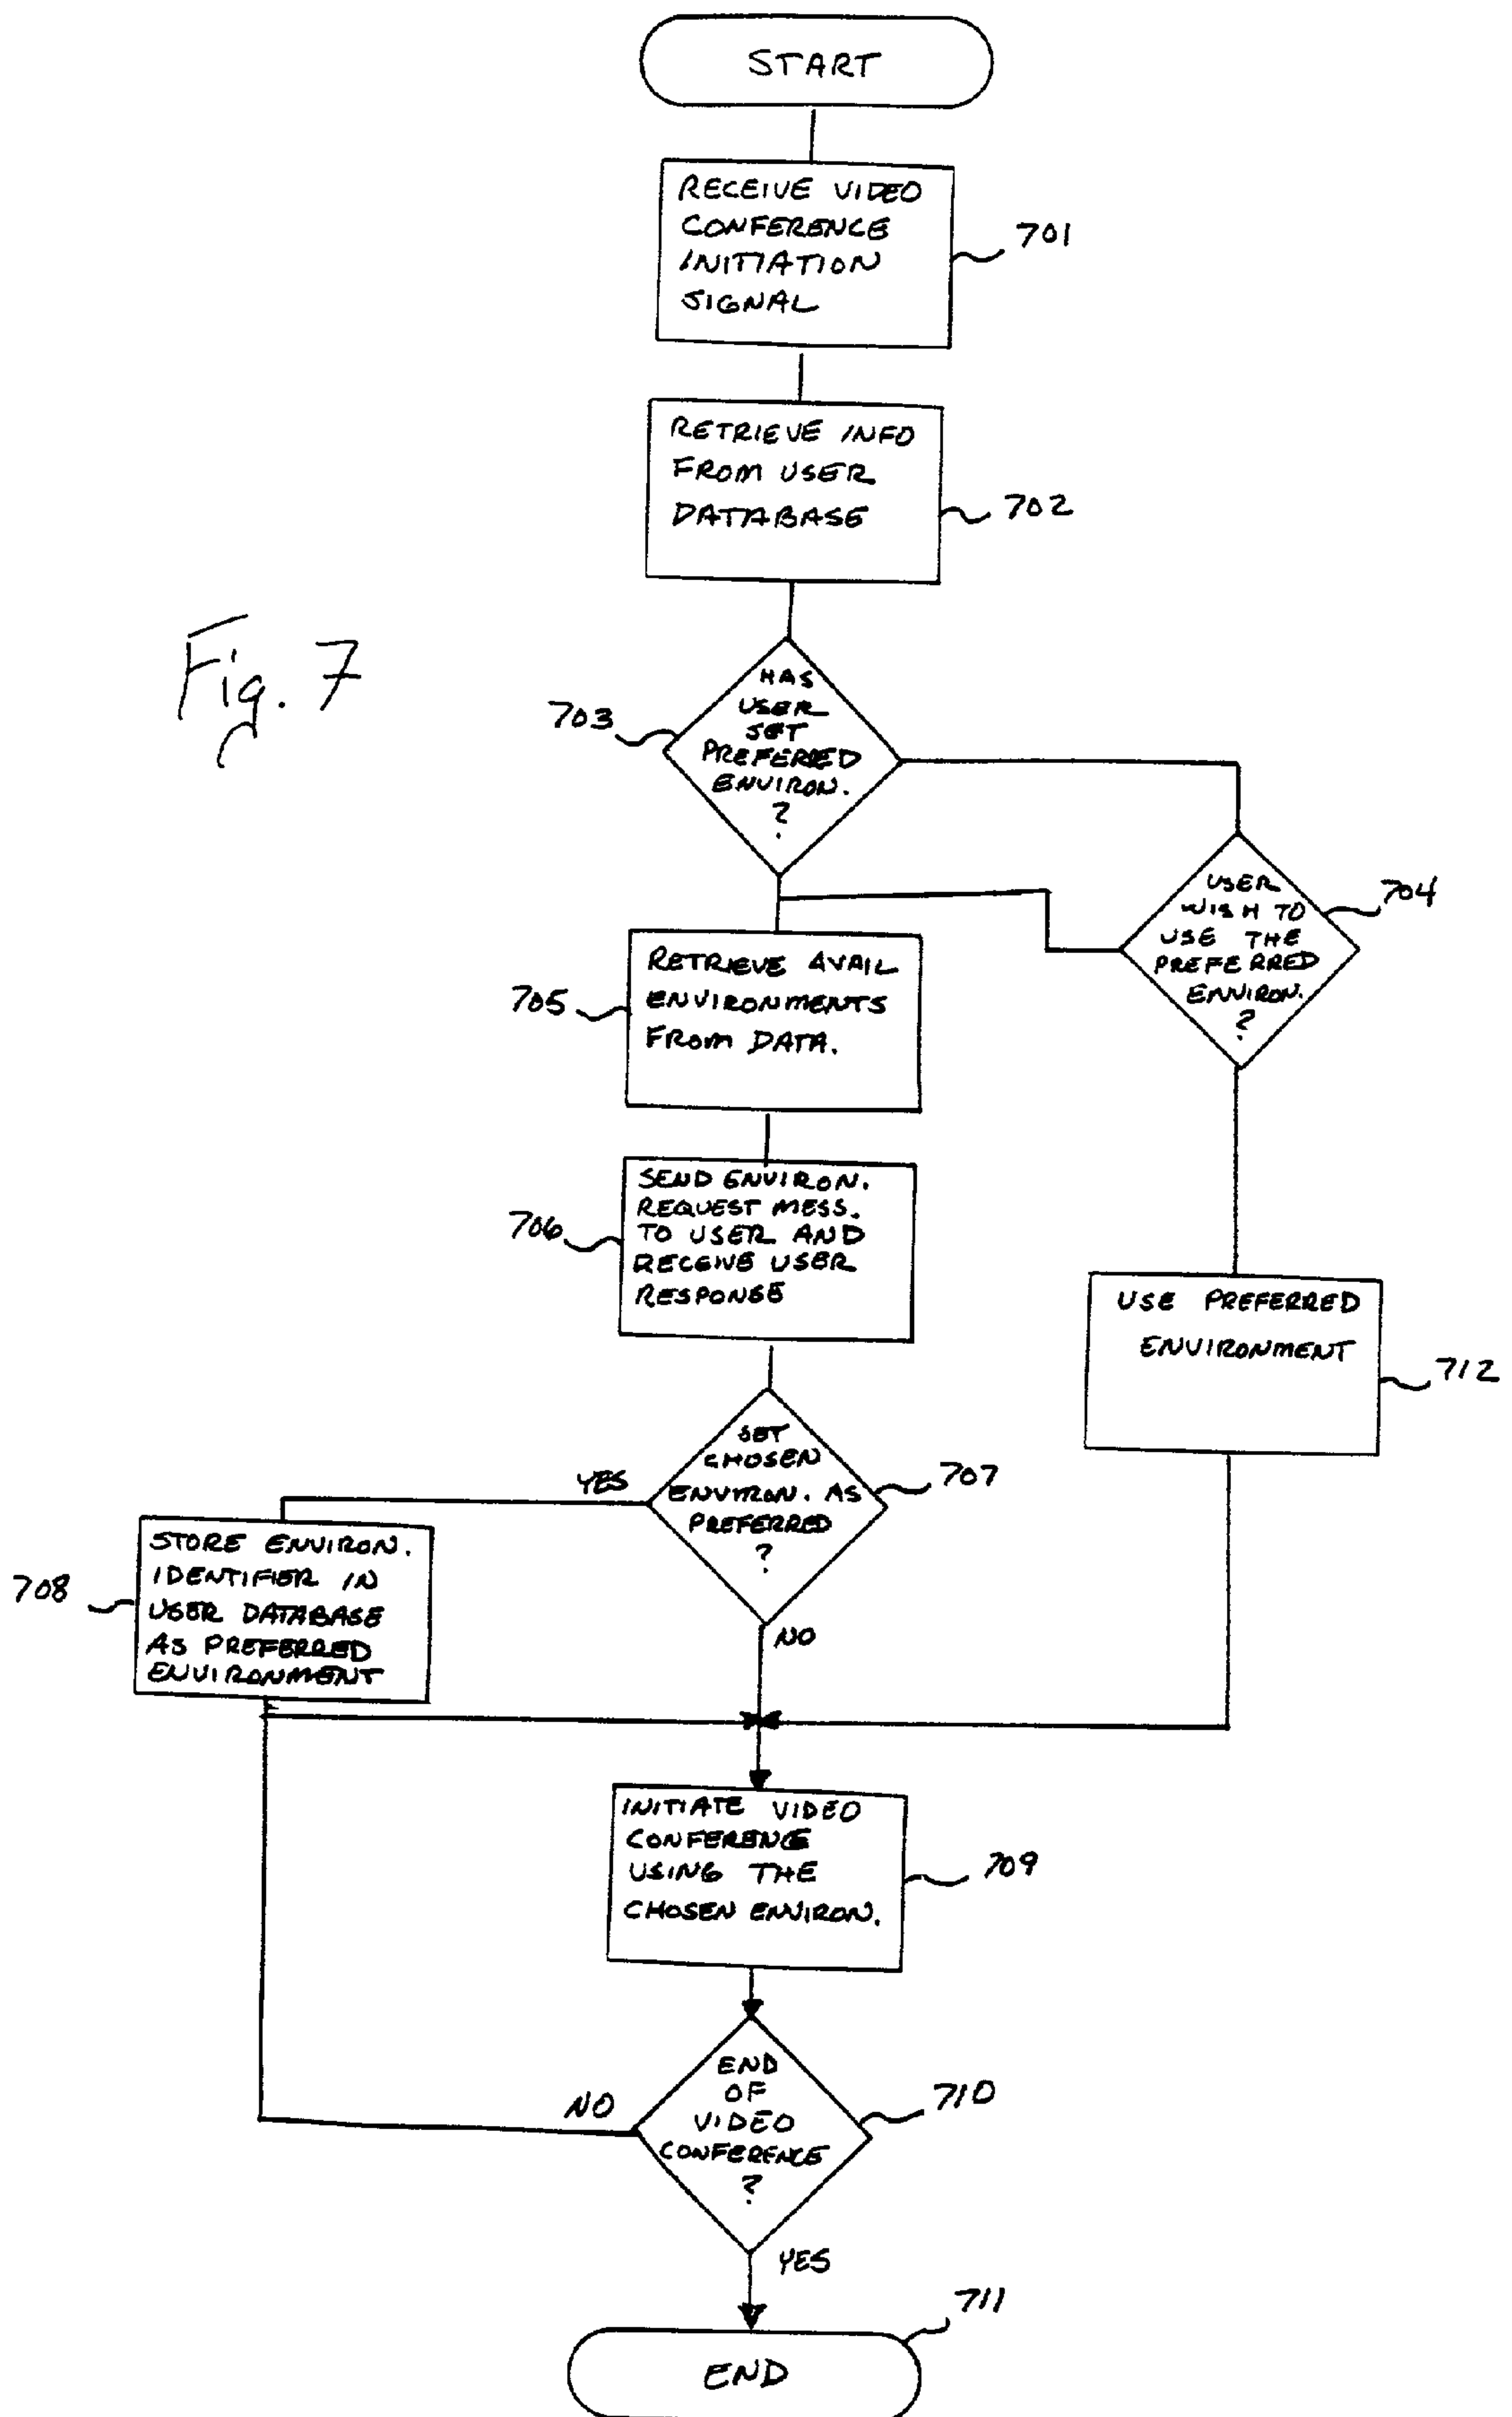 START
RECEIVE VIDEO
CONFERENCE
INITIATION
SIGNAL
701
RETRIEVE INFO
FROM USER
DATABASE
702
Fig. 7
HAS
USER
SET
PREFERRED
ENVIRON.
?
703
USER
WISH TO
USE THE
PREFERRED
ENVIRON.
?
704
RETRIEVE AVAIL
ENVIRONMENTS
FROM DATA.
705
SEND ENVIRON.
REQUEST MESS.
TO USER AND
RECEIVE USER
RESPONSE
706
USE PREFERRED
ENVIRONMENT
712
SET
CHOSEN
ENVIRON. AS
PREFERRED
?
707
YES
NO
STORE ENVIRON.
IDENTIFIER IN
USER DATABASE
AS PREFERRED
ENVIRONMENT
708
INITIATE VIDEO
CONFERENCE
USING THE
CHOSEN ENVIRON.
709
END
OF
VIDEO
CONFERENCE
?
710
NO
YES
711
END